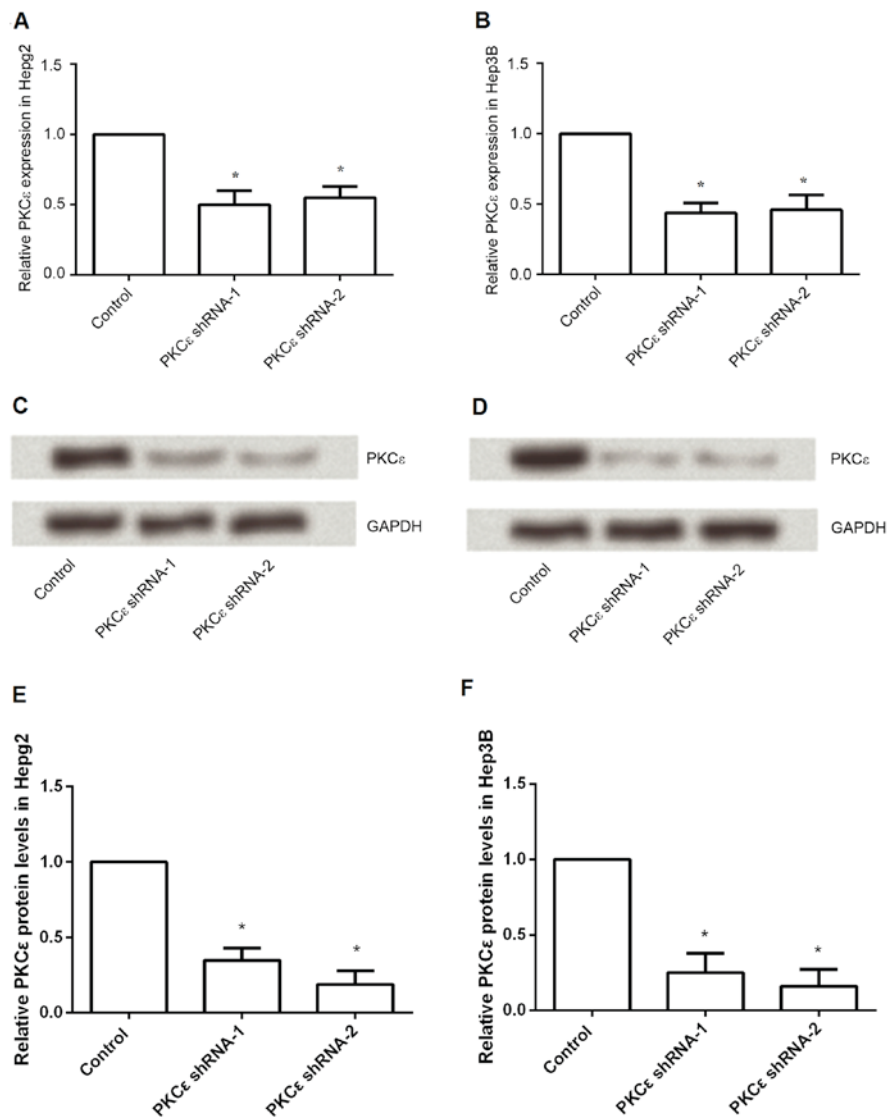 A
Relative PKCε expression in Hepg2
1.5
1.0
0.5
0.0
*
*
Control
PKCε shRNA-1
PKCε shRNA-2
B
Relative PKCε expression in Hep3B
1.5
1.0
0.5
0.0
*
*
Control
PKCε shRNA-1
PKCε shRNA-2
C
PKCε
GAPDH
Control
PKCε shRNA-1
PKCε shRNA-2
D
PKCε
GAPDH
Control
PKCε shRNA-1
PKCε shRNA-2
E
Relative PKCε protein levels in Hepg2
1.5
1.0
0.5
0.0
*
*
Control
PKCε shRNA-1
PKCε shRNA-2
F
Relative PKCε protein levels in Hep3B
1.5
1.0
0.5
0.0
*
*
Control
PKCε shRNA-1
PKCε shRNA-2